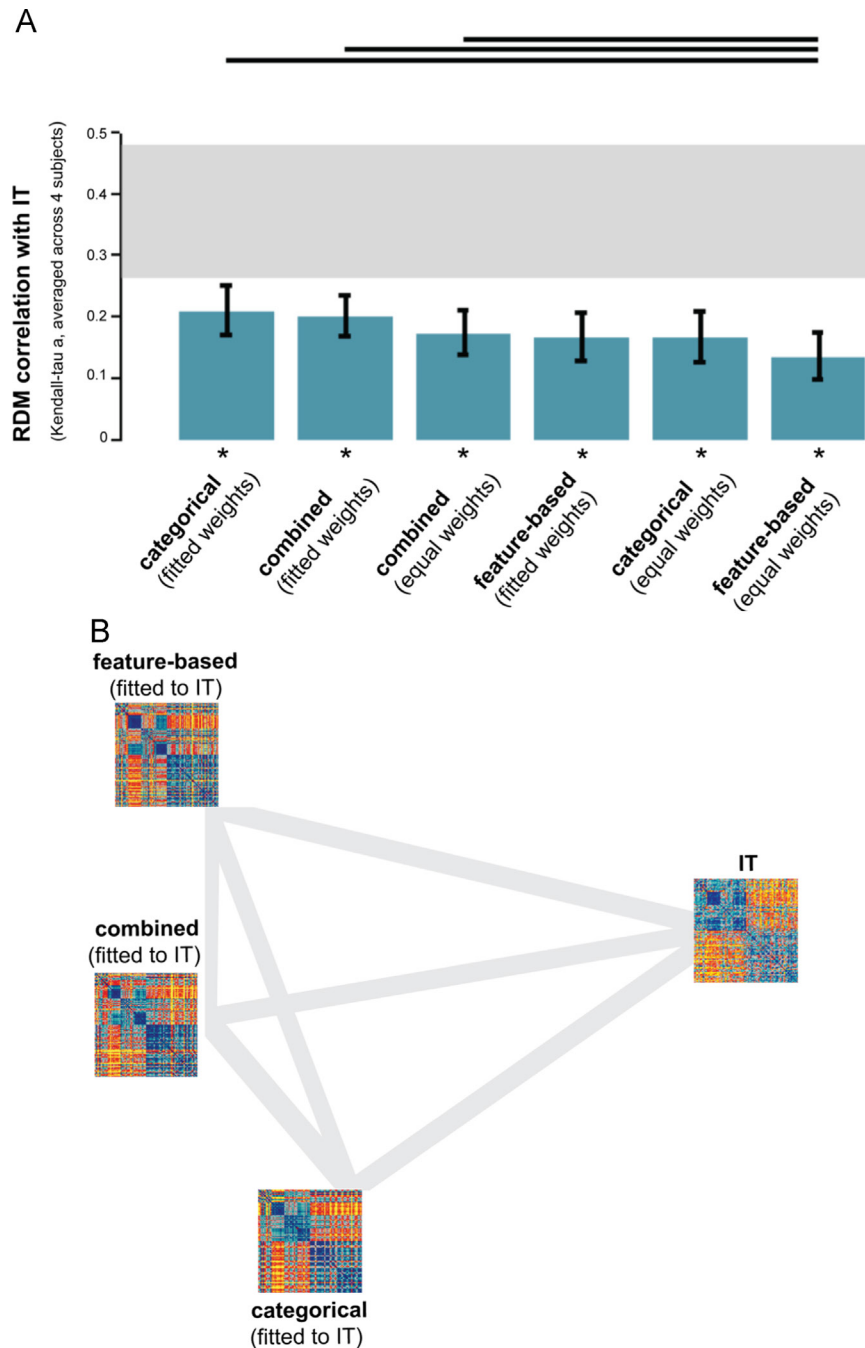 A
RDM correlation with IT
(Kendall-tau a, averaged across 4 subjects)
0.5
0.4
0.3
0.2
0.1
0
* * * * * *
categorical
(fitted weights)
combined
(fitted weights)
combined
(equal weights)
feature-based
(fitted weights)
categorical
(equal weights)
feature-based
(equal weights)
B
feature-based
(fitted to IT)
IT
combined
(fitted to IT)
categorical
(fitted to IT)